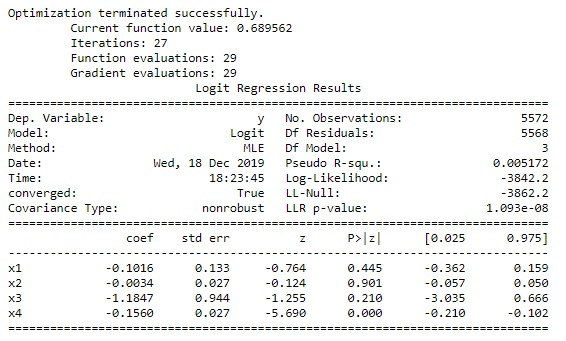 Optimization terminated successfully.
Current function value: 0.689562
Iterations: 27
Function evaluations: 29
Gradient evaluations: 29
Logit Regression Results
==============================================================================
Dep. Variable: y No. Observations: 5572
Model: Logit Df Residuals: 5568
Method: MLE Df Model: 3
Date: Wed, 18 Dec 2019 Pseudo R-squ.: 0.005172
Time: 18:23:45 Log-Likelihood: -3842.2
converged: True LL-Null: -3862.2
Covariance Type: nonrobust LLR p-value: 1.093e-08
==============================================================================
coef std err z P>|z| [0.025 0.975]
------------------------------------------------------------------------------
x1 -0.1016 0.133 -0.764 0.445 -0.362 0.159
x2 -0.0034 0.027 -0.124 0.901 -0.057 0.050
x3 -1.1847 0.944 -1.255 0.210 -3.035 0.666
x4 -0.1560 0.027 -5.690 0.000 -0.210 -0.102
==============================================================================